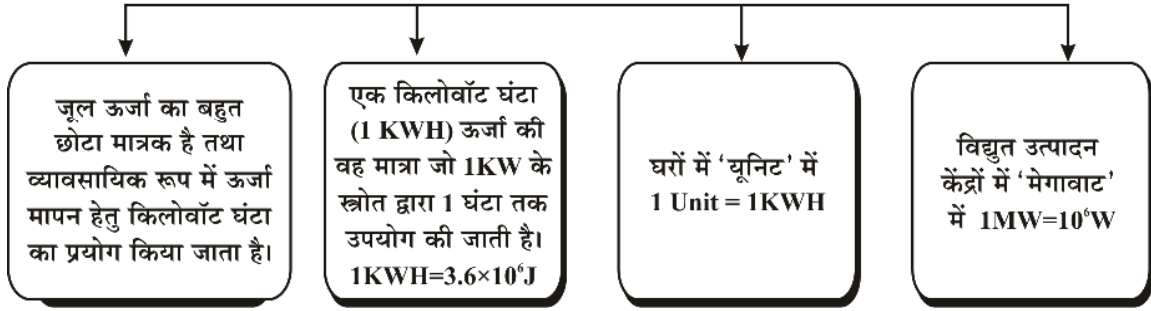 जूल ऊर्जा का बहुत
छोटा मात्रक है तथा
व्यावसायिक रूप में ऊर्जा
मापन हेतु किलोवॉट घंटा
का प्रयोग किया जाता है।
एक किलोवॉट घंटा
(1 KWH) ऊर्जा की
वह मात्रा जो 1KW के
स्त्रोत द्वारा 1 घंटा तक
उपयोग की जाती है।
1KWH=3.6×10⁶J
घरों में ‘यूनिट’ में
1 Unit = 1KWH
विद्युत उत्पादन
केंद्रों में ‘मेगावाट’
में 1MW=10⁶W